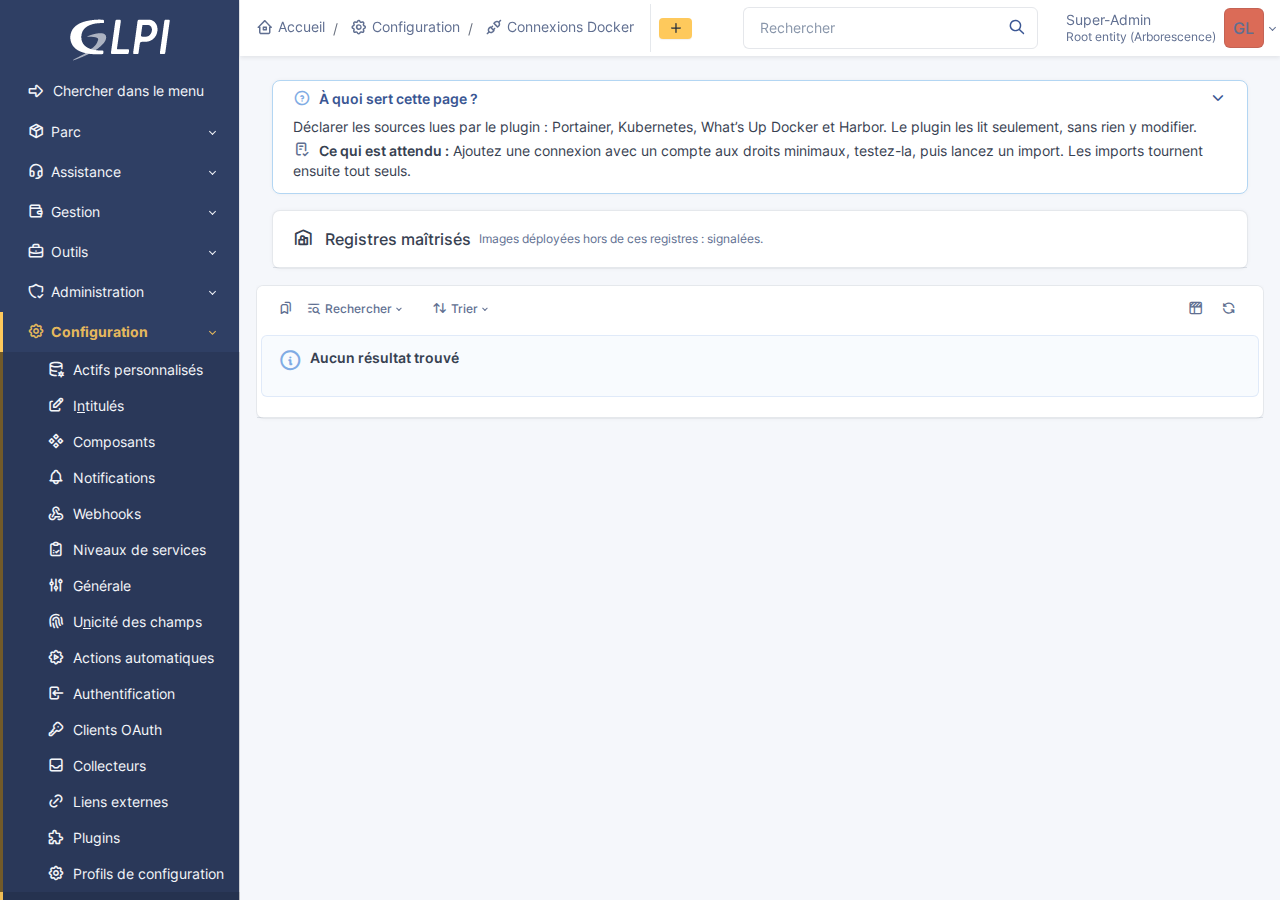 GLPI
Accueil / Configuration / Connexions Docker
Rechercher
Super-Admin
Root entity (Arborescence)
GL
Chercher dans le menu
Parc
Assistance
Gestion
Outils
Administration
Configuration
Actifs personnalisés
Intitulés
Composants
Notifications
Webhooks
Niveaux de services
Générale
Unicité des champs
Actions automatiques
Authentification
Clients OAuth
Collecteurs
Liens externes
Plugins
Profils de configuration
À quoi sert cette page ?
Déclarer les sources lues par le plugin : Portainer, Kubernetes, What’s Up Docker et Harbor. Le plugin les lit seulement, sans rien y modifier.
Ce qui est attendu : Ajoutez une connexion avec un compte aux droits minimaux, testez-la, puis lancez un import. Les imports tournent
ensuite tout seuls.
Registres maîtrisés Images déployées hors de ces registres : signalées.
Rechercher Trier
Aucun résultat trouvé